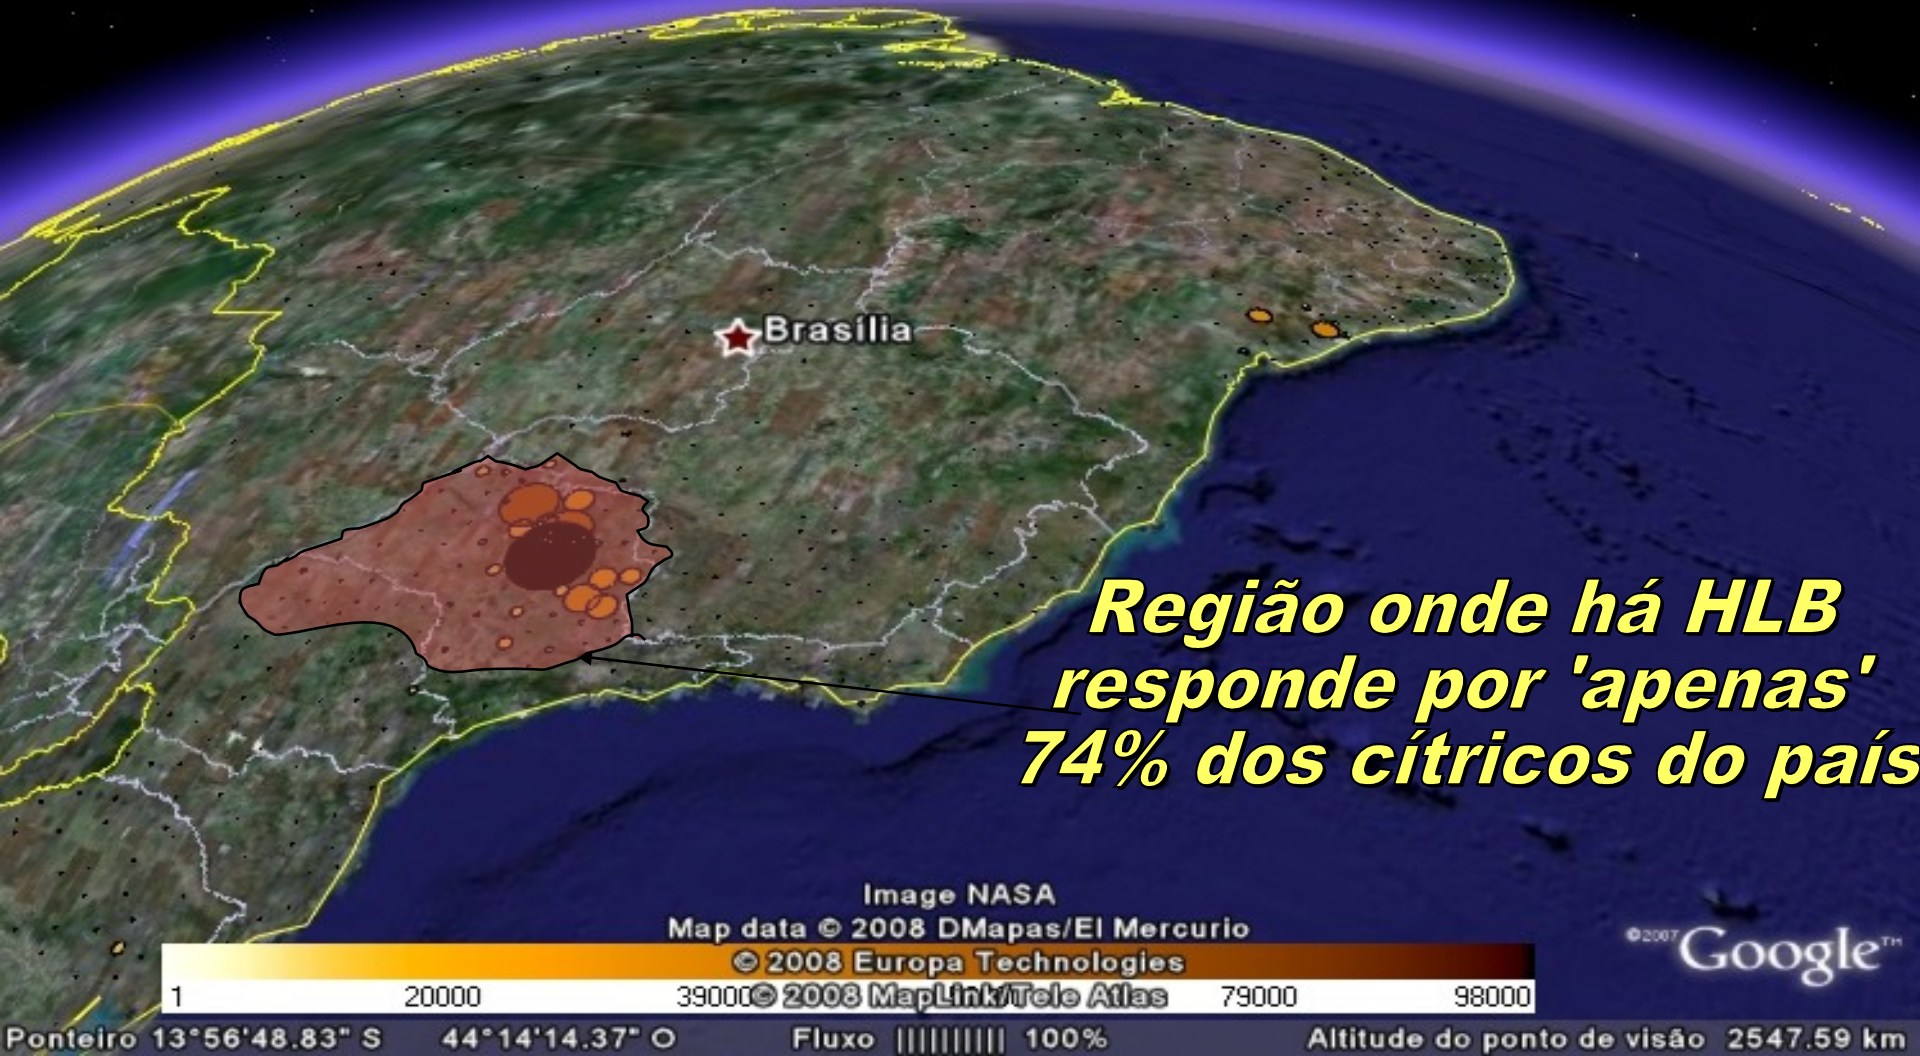 Brasília
Região onde há HLB
responde por 'apenas'
74% dos cítricos do país
Image NASA
Map data © 2008 DMapas/El Mercurio
© 2008 Europa Technologies
1 20000 39000 79000 98000
© 2008 MapLink/Tele Atlas
©2007 Google™
Ponteiro 13°56'48.83" S 44°14'14.37" O Fluxo |||||||||| 100% Altitude do ponto de visão 2547.59 km